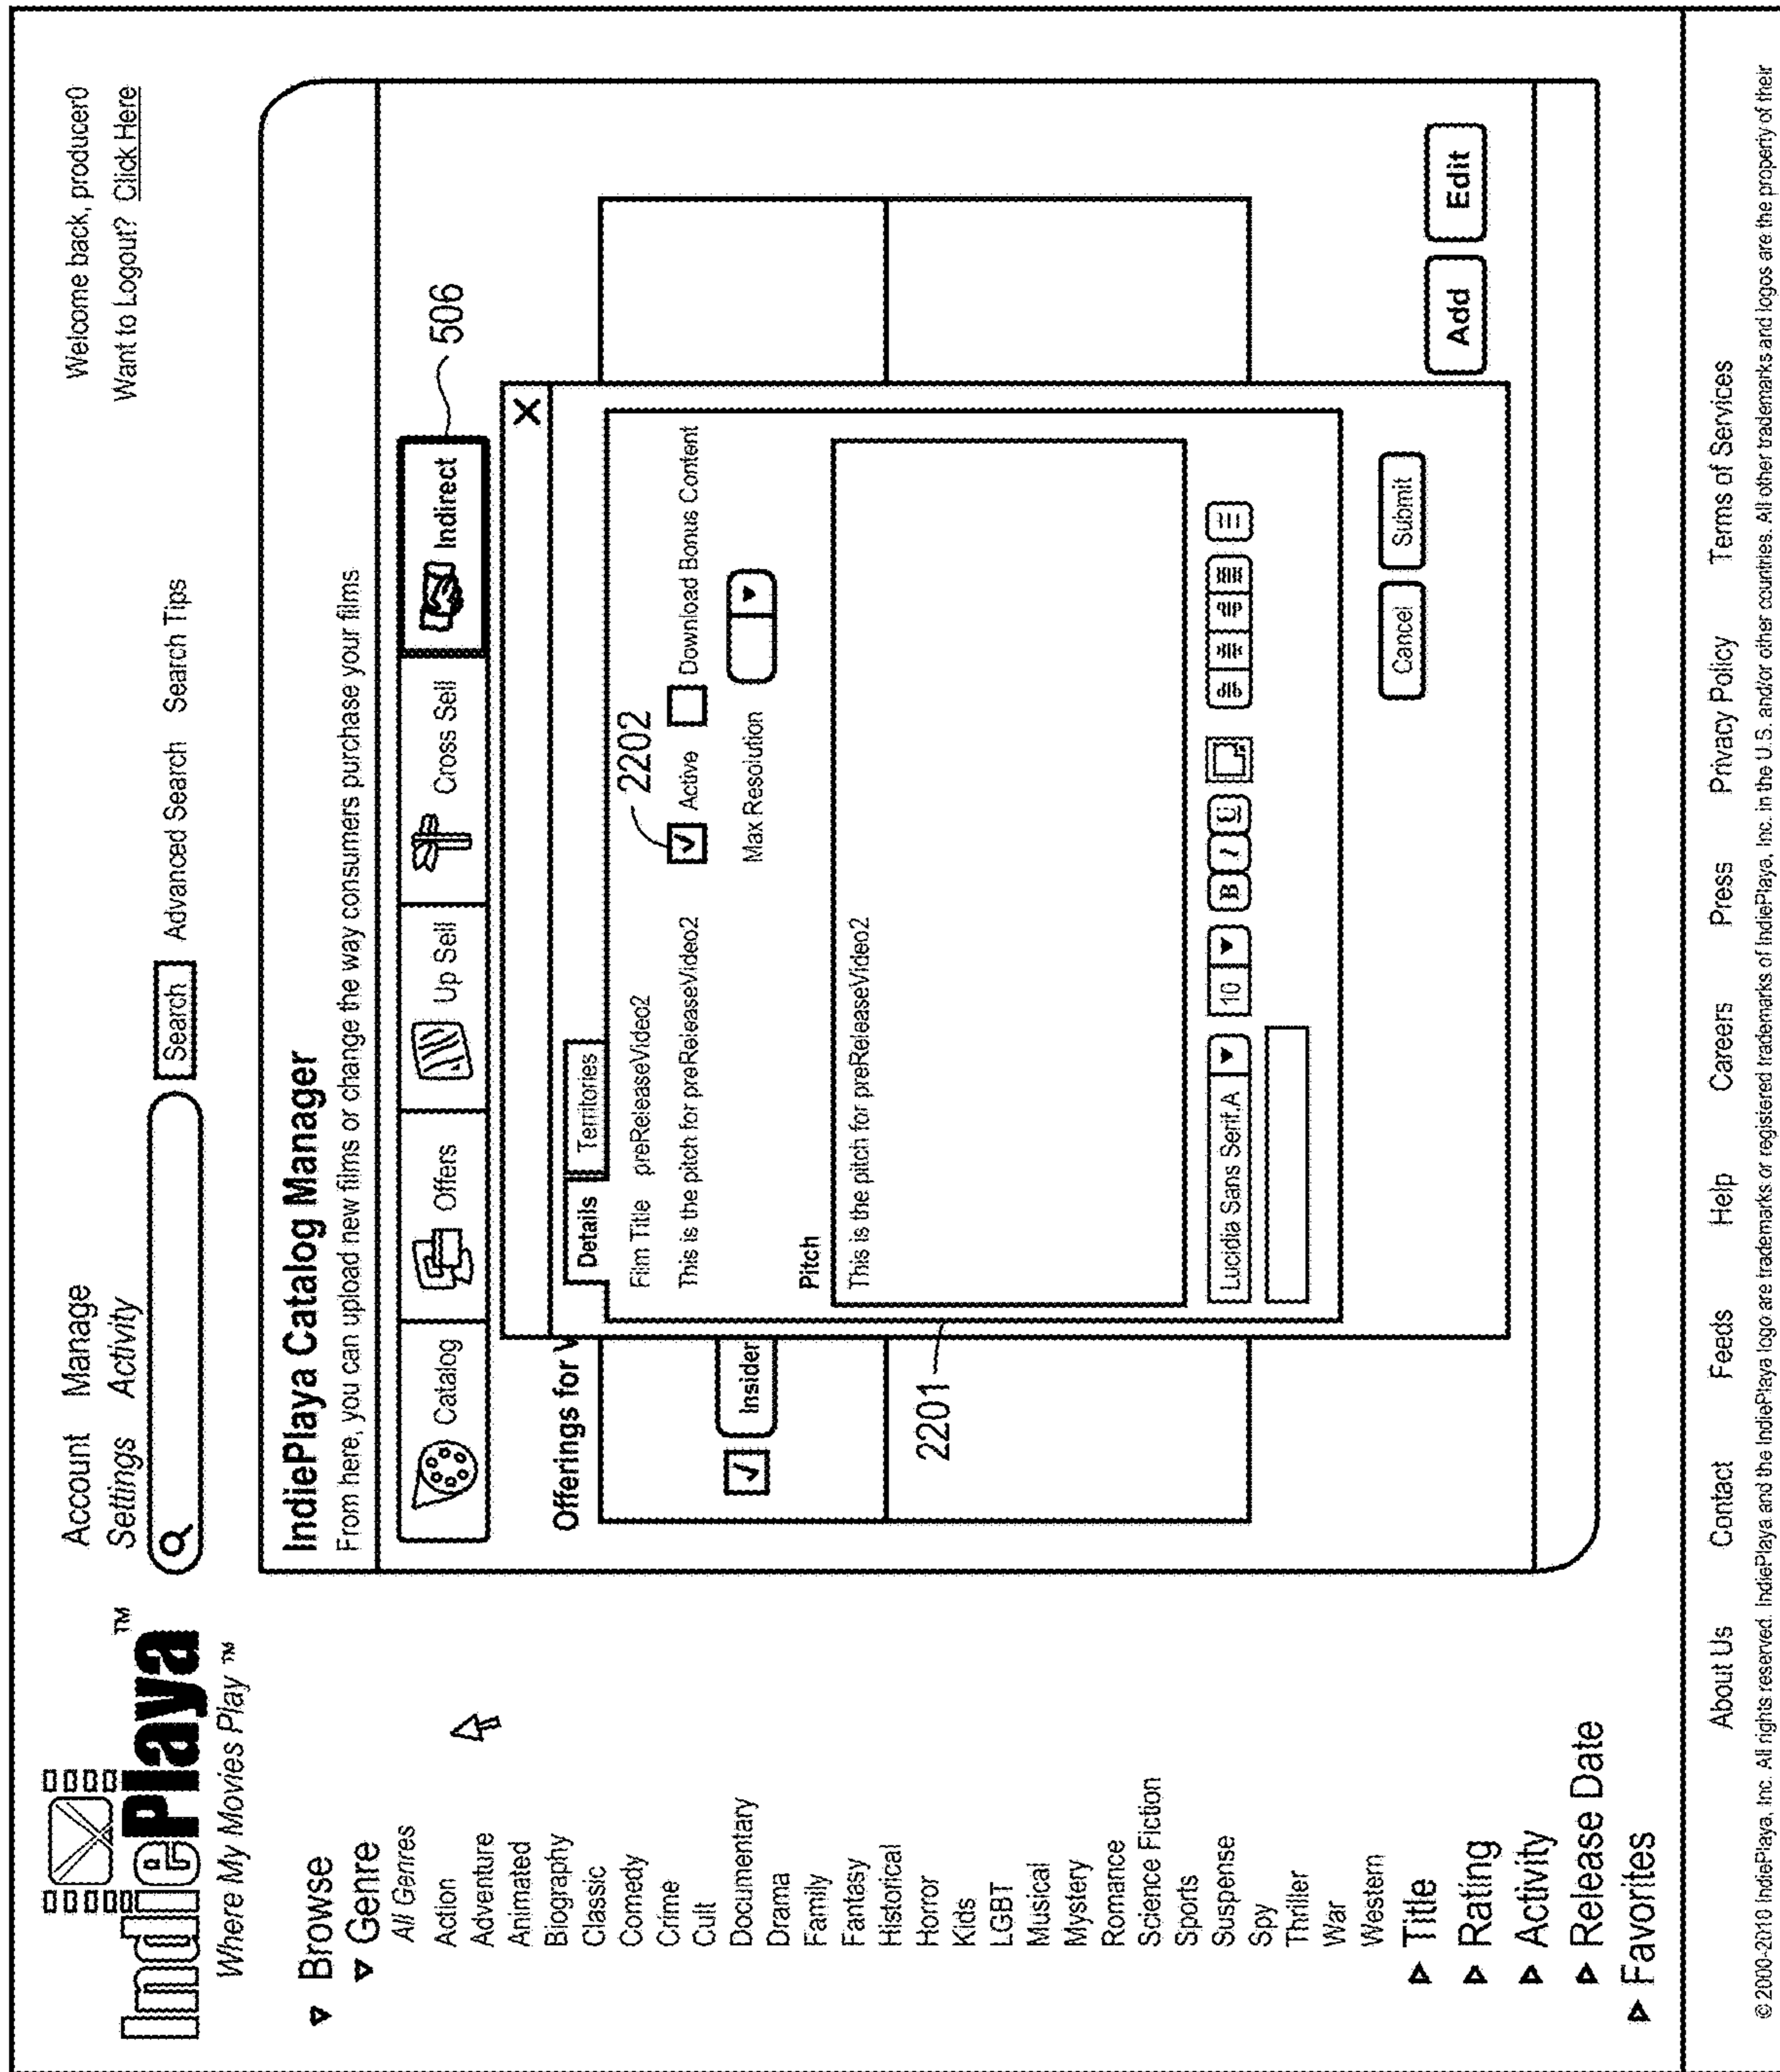 IndiePlaya™
Where My Movies Play ™
Account Settings
Manage Activity
Search
Advanced Search
Search Tips
Welcome back, producer0
Want to Logout? Click Here
Browse
Genre
All Genres
Action
Adventure
Animated
Biography
Classic
Comedy
Crime
Cult
Documentary
Drama
Family
Fantasy
Historical
Horror
Kids
LGBT
Musical
Mystery
Romance
Science Fiction
Sports
Suspense
Spy
Thriller
War
Western
Title
Rating
Activity
Release Date
Favorites
IndiePlaya Catalog Manager
From here, you can upload new films or change the way consumers purchase your films
Catalog
Offers
Up Sell
Cross Sell
Indirect
506
Offerings for
Insider
2201
X
Details
Territories
Film Title preReleaseVideo2
2202
This is the pitch for preReleaseVideo2
Active
Download Bonus Content
Max Resolution
Pitch
This is the pitch for preReleaseVideo2
Lucidia Sans Serif.A
10
B I U
Cancel
Submit
Add
Edit
About Us
Contact
Feeds
Help
Careers
Press
Privacy Policy
Terms of Services
© 2000-2010 IndiePlaya, Inc. All rights reserved. IndiePlaya and the IndiePlaya logo are trademarks or registered trademarks of IndiePlaya, Inc. in the U.S. and/or other countries. All other trademarks and logos are the property of their